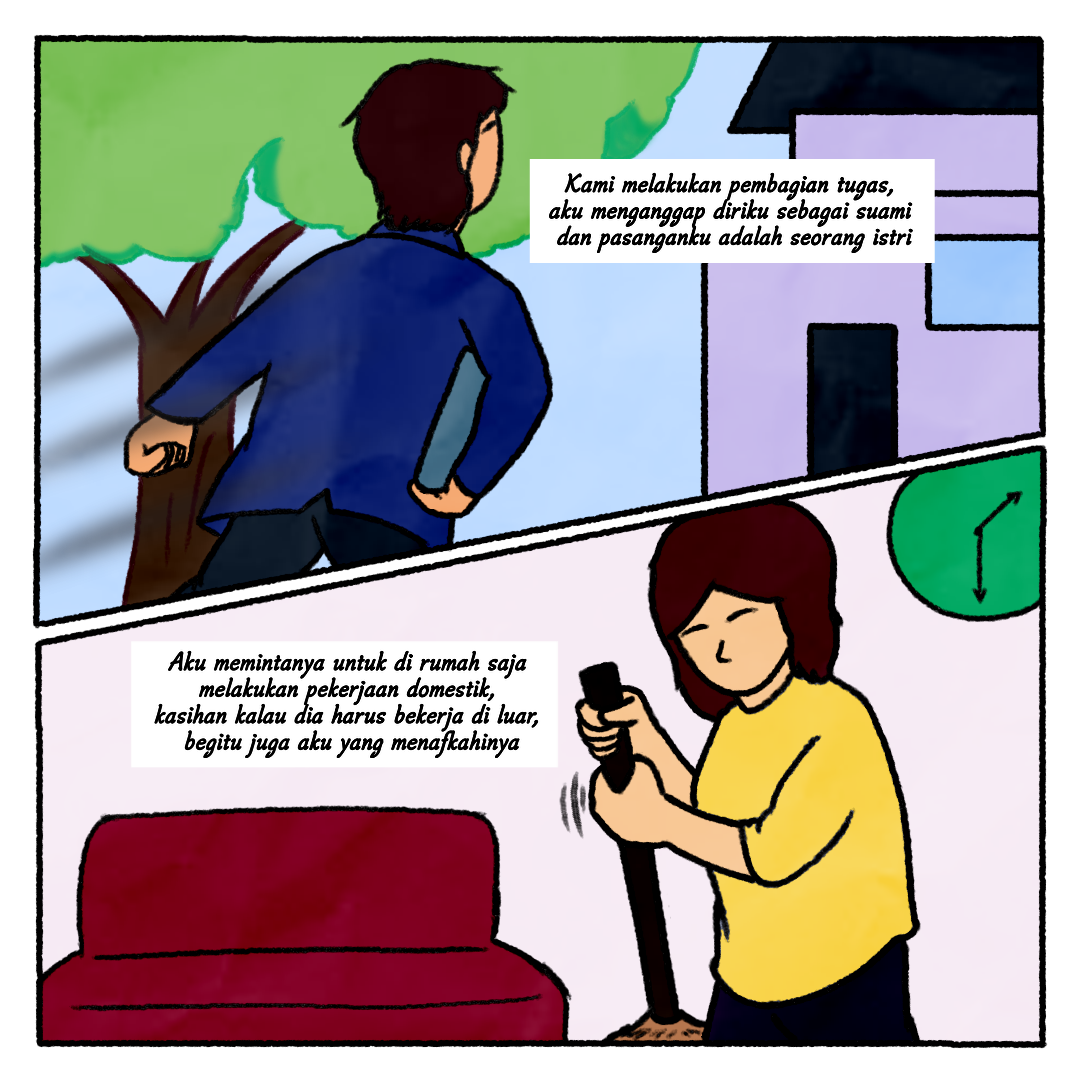 Kami melakukan pembagian tugas,
aku menganggap diriku sebagai suami
dan pasanganku adalah seorang istri
Aku memintanya untuk di rumah saja
melakukan pekerjaan domestik,
kasihan kalau dia harus bekerja di luar,
begitu juga aku yang menafkahinya